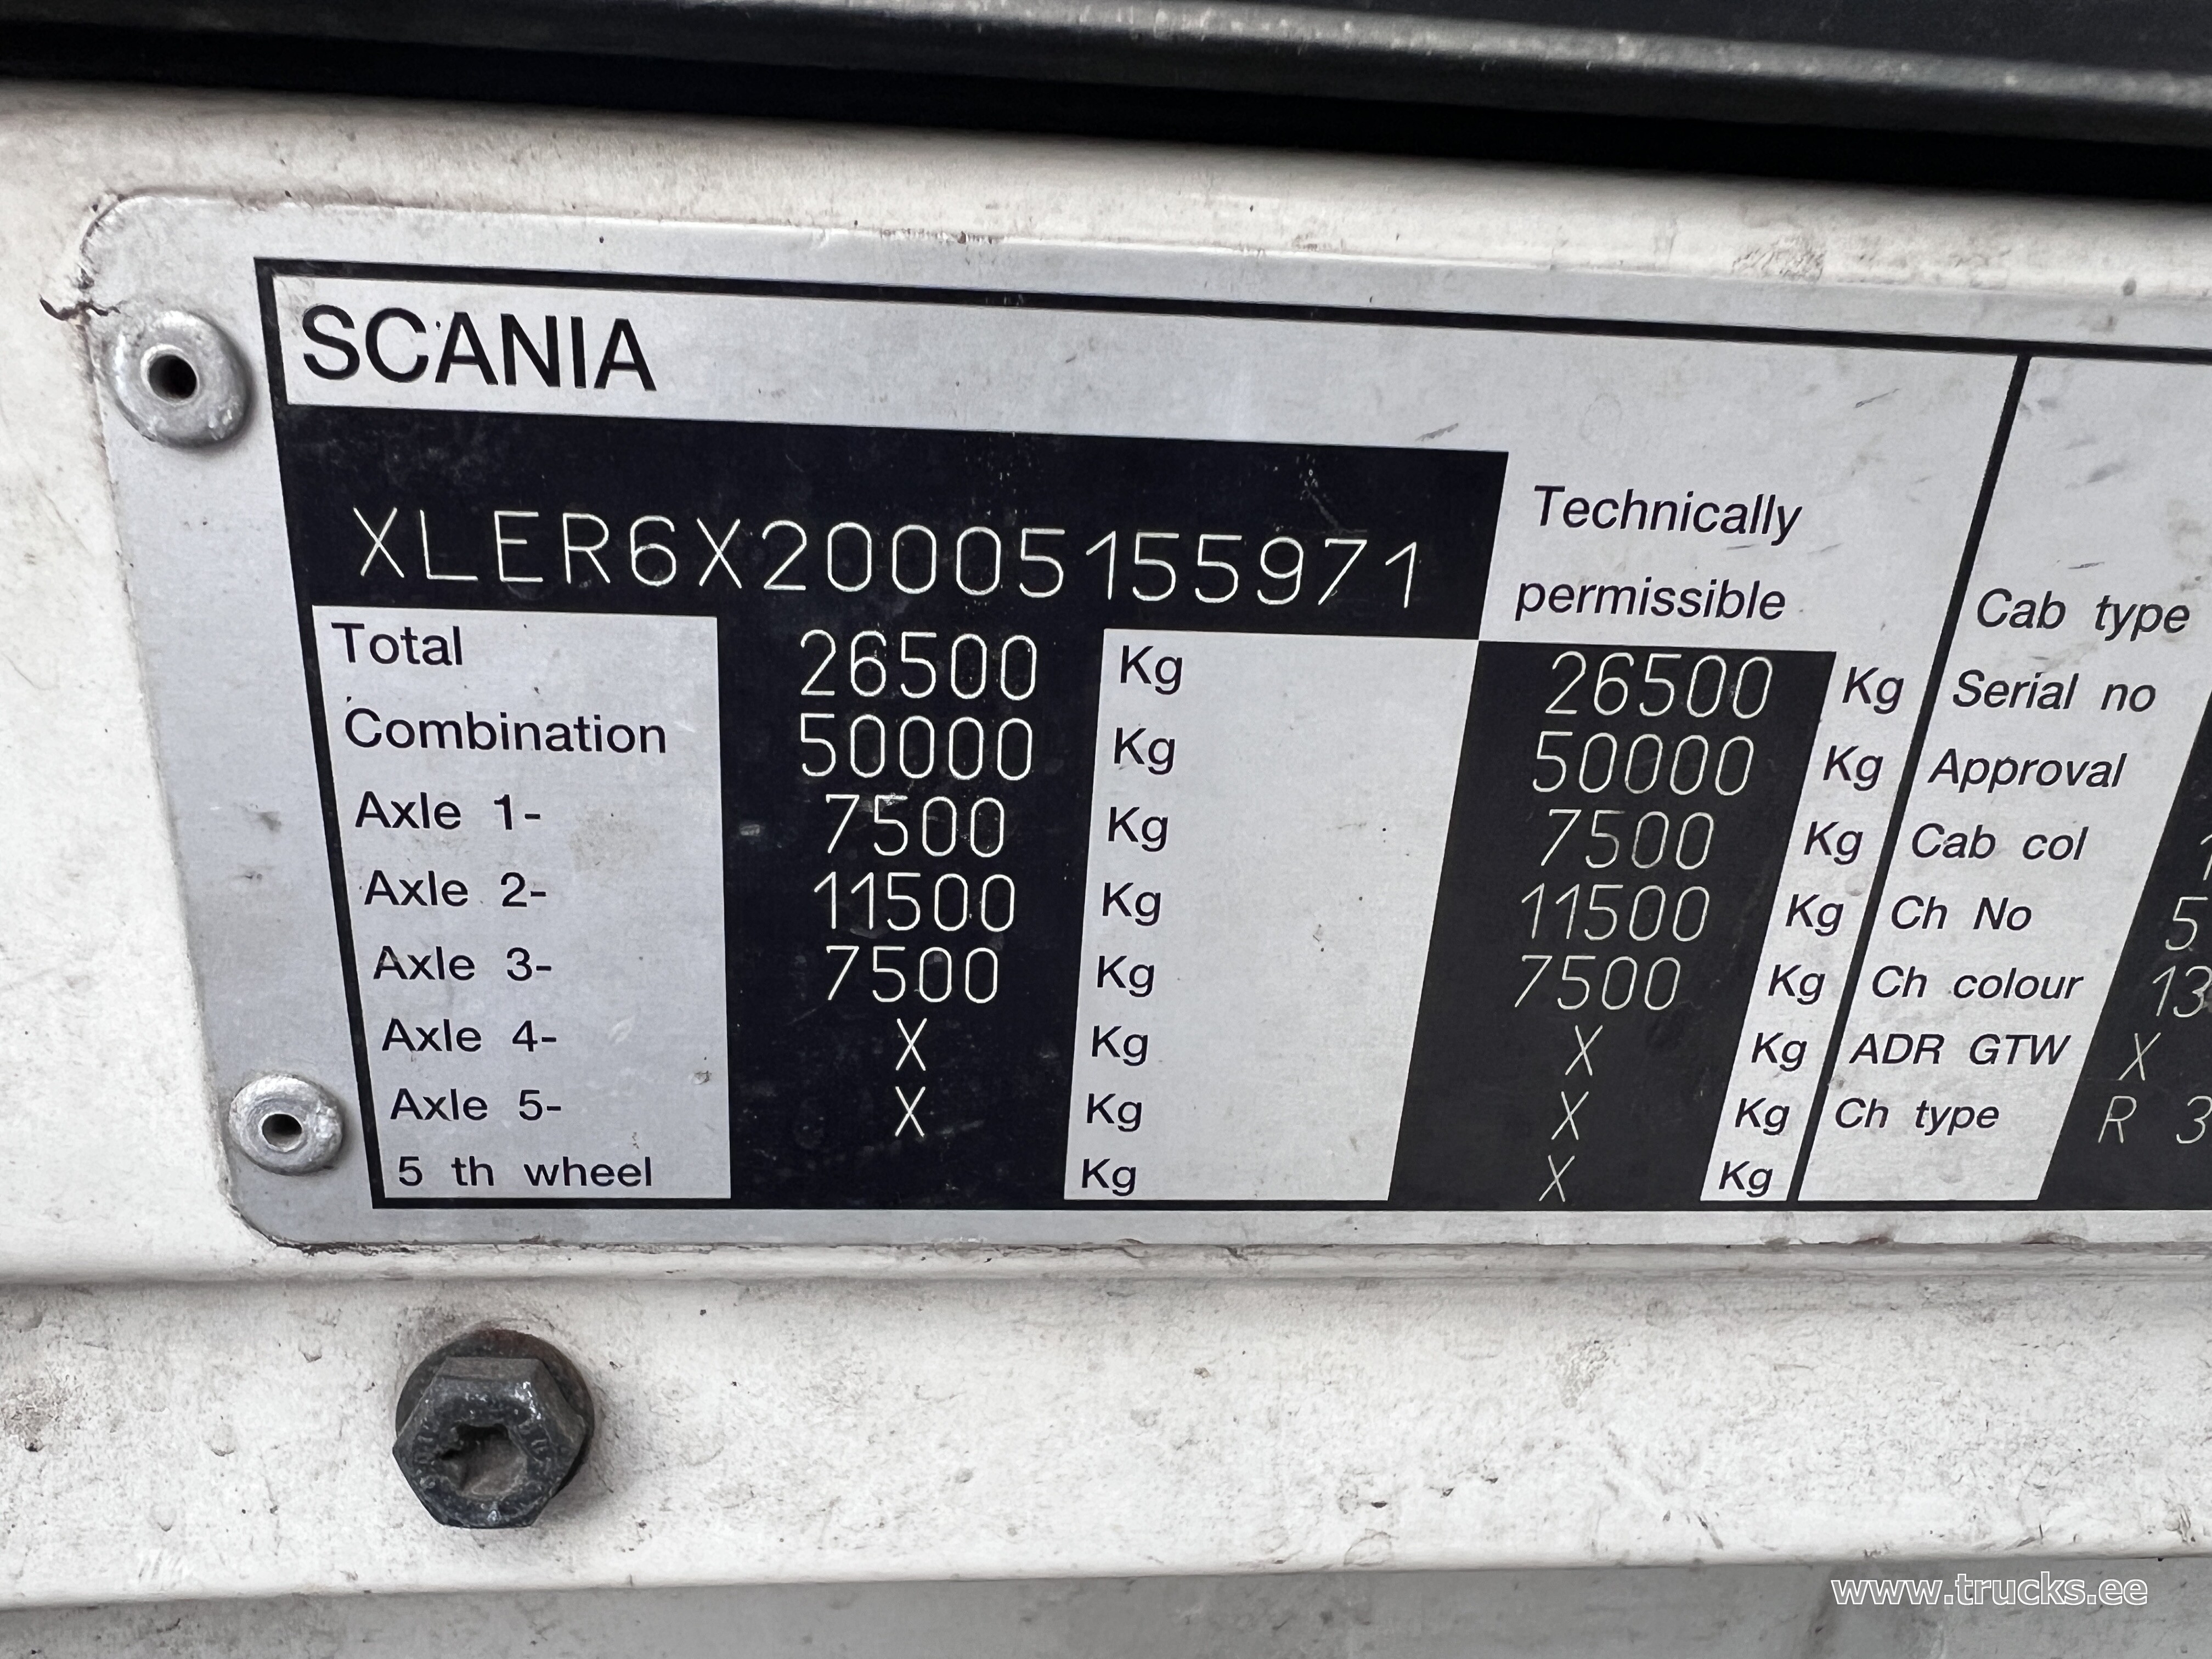 SCANIA
XLER6X20005155971
Technically
permissible
Total 26500 Kg 26500 Kg
Combination 50000 Kg 50000 Kg
Axle 1- 7500 Kg 7500 Kg
Axle 2- 11500 Kg 11500 Kg
Axle 3- 7500 Kg 7500 Kg
Axle 4- X Kg X Kg
Axle 5- X Kg X Kg
5 th wheel Kg X Kg
Cab type
Serial no
Approval
Cab col
Ch No 5
Ch colour 13
ADR GTW X
Ch type R 3
www.trucks.ee